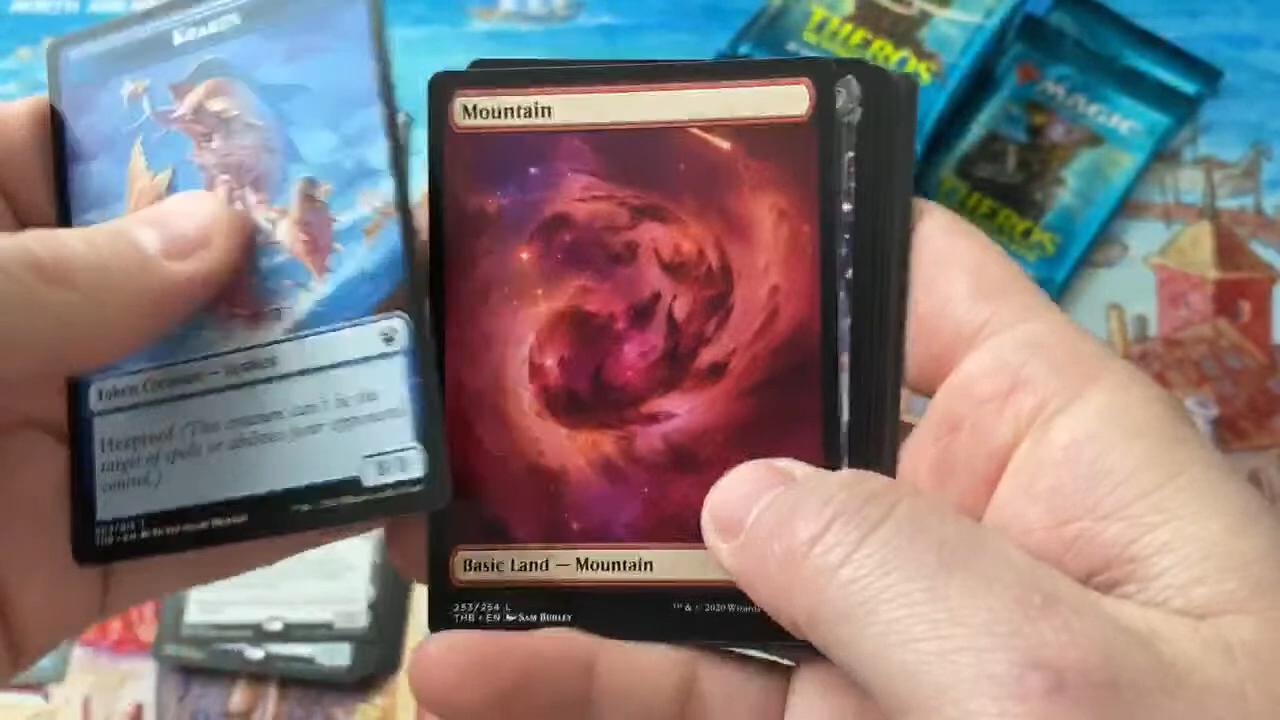 KRAKEN
Token Creature — Kraken
Hexproof (This creature can't be the
target of spells or abilities your opponents
control.)
Mountain
Basic Land — Mountain
253/254 L
THB • EN SAM BURLEY
™ & © 2020 Wizards
THEROS
MAGIC
THEROS